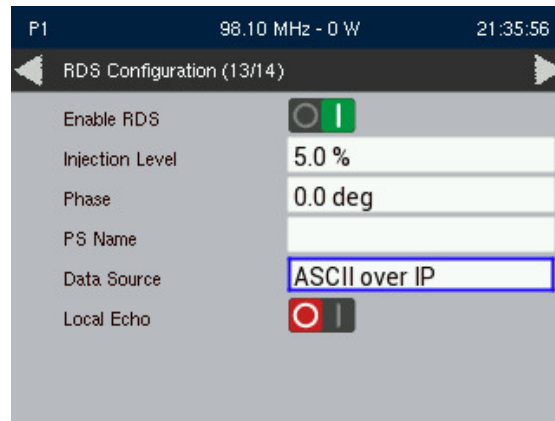 P1 98.10 MHz - 0 W 21:35:56
RDS Configuration (13/14)
Enable RDS
Injection Level 5.0 %
Phase 0.0 deg
PS Name
Data Source ASCII over IP
Local Echo